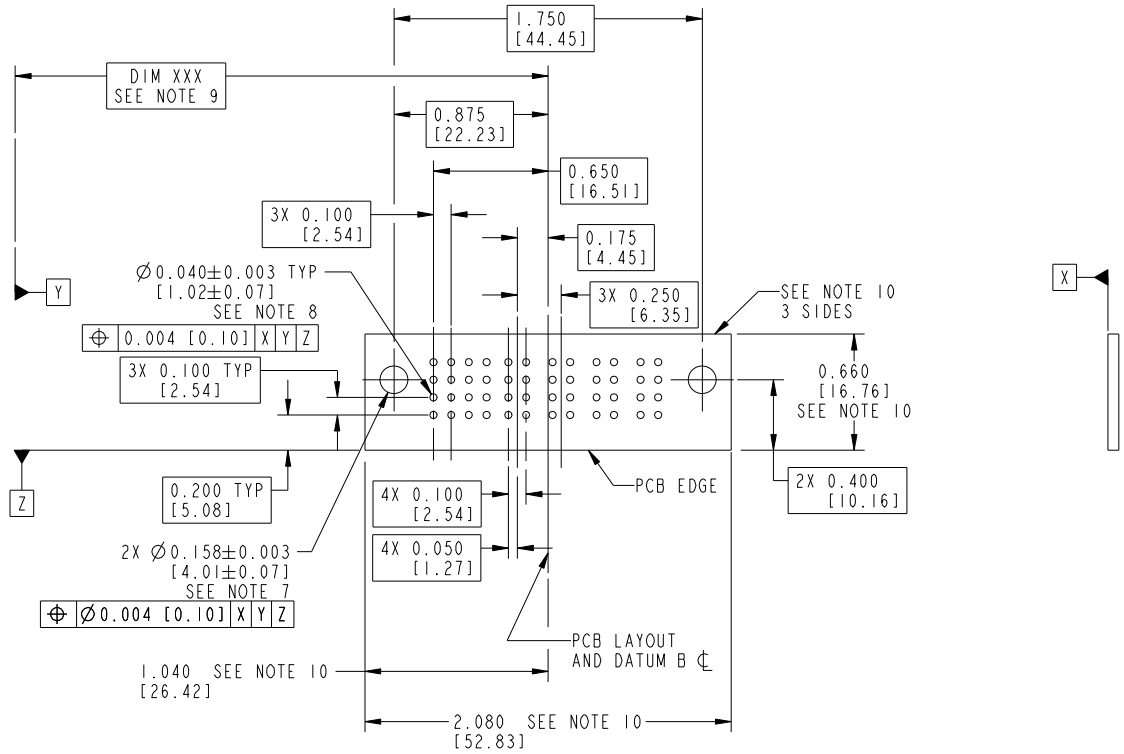 1.750
[44.45]
DIM XXX
SEE NOTE 9
0.875
[22.23]
0.650
[16.51]
3X 0.100
[2.54]
0.175
[4.45]
Y
X
Ø0.040±0.003 TYP
[1.02±0.07]
SEE NOTE 8
⌖ 0.004 [0.10] X Y Z
3X 0.250
[6.35]
SEE NOTE 10
3 SIDES
3X 0.100 TYP
[2.54]
0.660
[16.76]
SEE NOTE 10
Z
0.200 TYP
[5.08]
4X 0.100
[2.54]
PCB EDGE
2X 0.400
[10.16]
2X Ø0.158±0.003
[4.01±0.07]
SEE NOTE 7
⌖ Ø0.004 [0.10] X Y Z
4X 0.050
[1.27]
PCB LAYOUT
AND DATUM B ℄
1.040 SEE NOTE 10
[26.42]
2.080 SEE NOTE 10
[52.83]